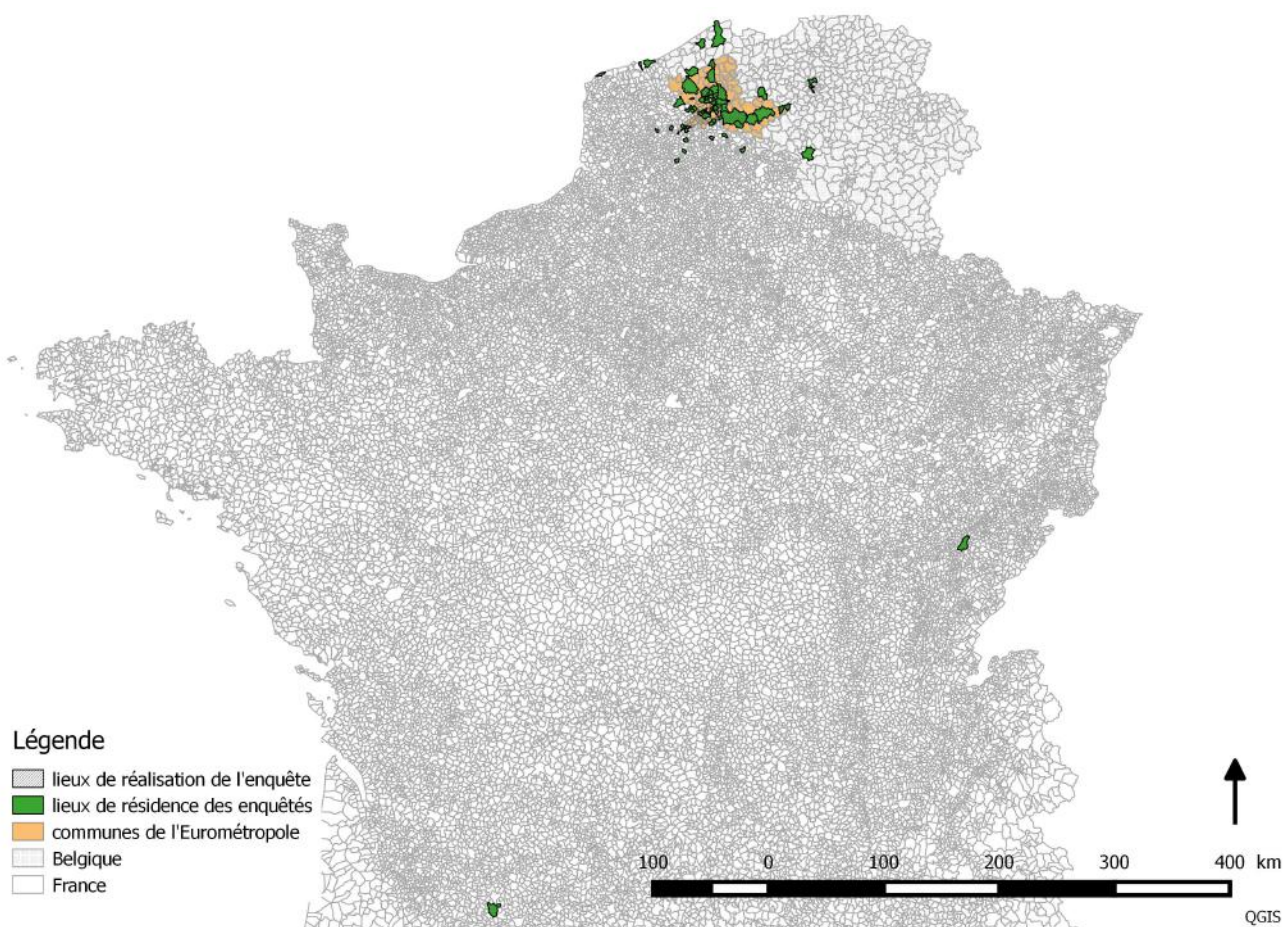 Légende
lieux de réalisation de l'enquête
lieux de résidence des enquêtés
communes de l'Eurométropole
Belgique
France
100 0 100 200 300 400 km
QGIS